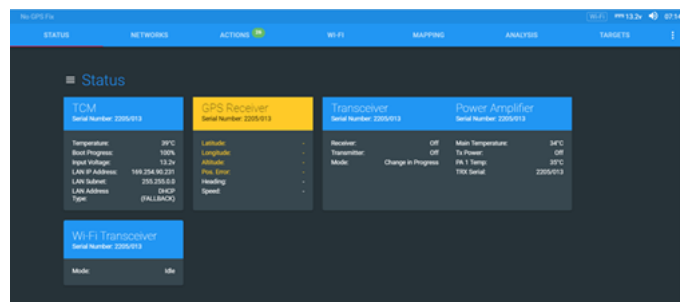 No GPS Fix
Wi-Fi 13.2v 07:14
STATUS NETWORKS ACTIONS WI-FI MAPPING ANALYSIS TARGETS
Status
TCM
Serial Number: 2205/013
Temperature: 39°C
Boot Progress: 100%
Input Voltage: 13.2v
LAN IP Address: 169.254.90.231
LAN Subnet: 255.255.0.0
LAN Address Type: DHCP (FALLBACK)
GPS Receiver
Serial Number: 2205/013
Latitude: -
Longitude: -
Altitude: -
Pos. Error: -
Heading: -
Speed: -
Transceiver
Serial Number: 2205/013
Receiver: Off
Transmitter: Off
Mode: Change in Progress
Power Amplifier
Serial Number: 2205/013
Main Temperature: 34°C
Tx Power: Off
PA 1 Temp: 35°C
TRX Serial: 2205/013
Wi-Fi Transceiver
Serial Number: 2205/013
Mode: Idle